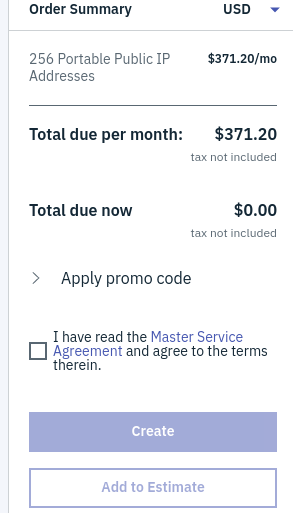 Order Summary USD
256 Portable Public IP $371.20/mo
Addresses
Total due per month: $371.20
tax not included
Total due now $0.00
tax not included
Apply promo code
I have read the Master Service
Agreement and agree to the terms
therein.
Create
Add to Estimate